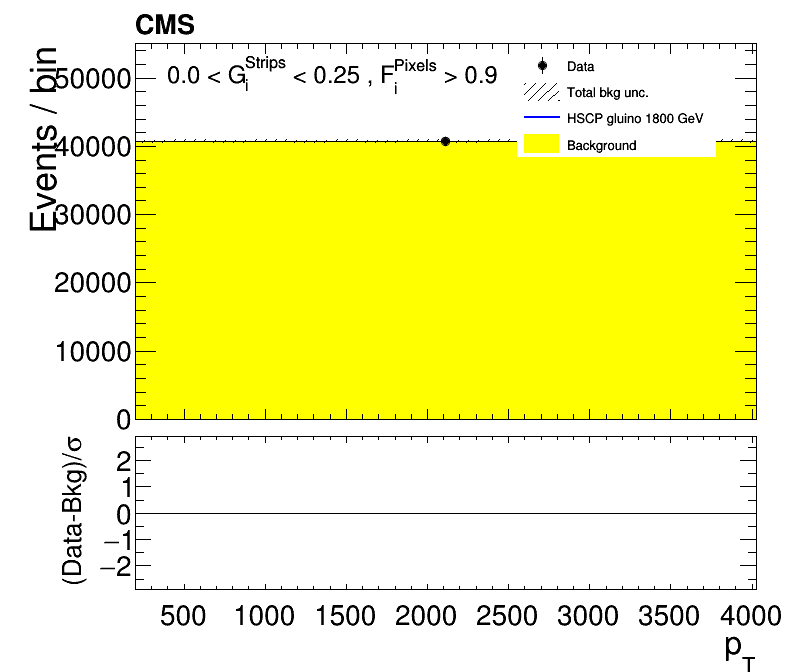 CMS
Events / bin
50000
40000
30000
20000
10000
0
0.0 < G_i^Strips < 0.25 , F_i^Pixels > 0.9
Data
Total bkg unc.
HSCP gluino 1800 GeV
Background
(Data-Bkg)/σ
2
1
0
−1
−2
500 1000 1500 2000 2500 3000 3500 4000
p_T